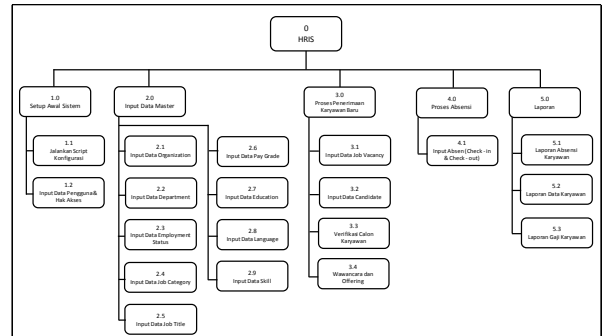 0
HRIS
1.0
Setup Awal Sistem
2.0
Input Data Master
3.0
Proses Penerimaan
Karyawan Baru
4.0
Proses Absensi
5.0
Laporan
1.1
Jalankan Script
Konfigurasi
1.2
Input Data Pengguna &
Hak Akses
2.1
Input Data Organization
2.2
Input Data Department
2.3
Input Data Employment
Status
2.4
Input Data Job Category
2.5
Input Data Job Title
2.6
Input Data Pay Grade
2.7
Input Data Education
2.8
Input Data Language
2.9
Input Data Skill
3.1
Input Data Job Vacancy
3.2
Input Data Candidate
3.3
Verifikasi Calon
Karyawan
3.4
Wawancara dan
Offering
4.1
Input Absen (Check - in
& Check - out)
5.1
Laporan Absensi
Karyawan
5.2
Laporan Data Karyawan
5.3
Laporan Gaji Karyawan